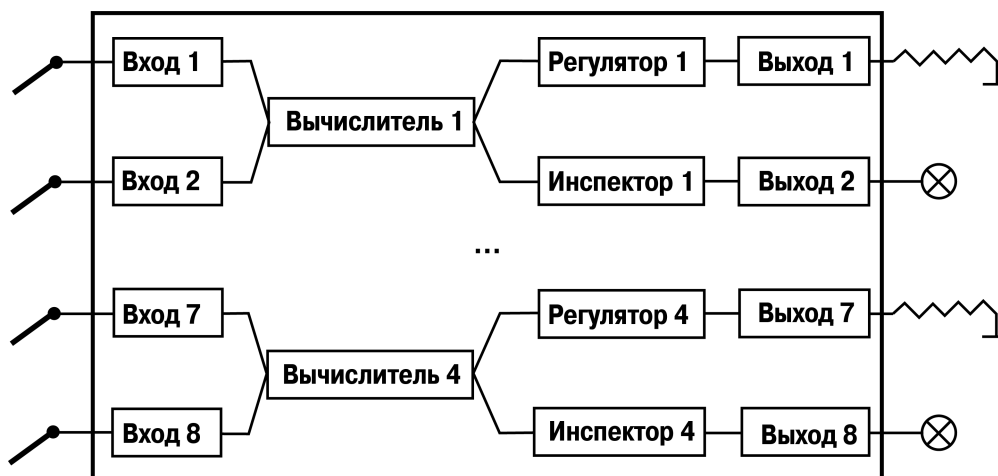 Вход 1
Регулятор 1
Выход 1
Вычислитель 1
Вход 2
Инспектор 1
Выход 2
...
Вход 7
Регулятор 4
Выход 7
Вычислитель 4
Вход 8
Инспектор 4
Выход 8